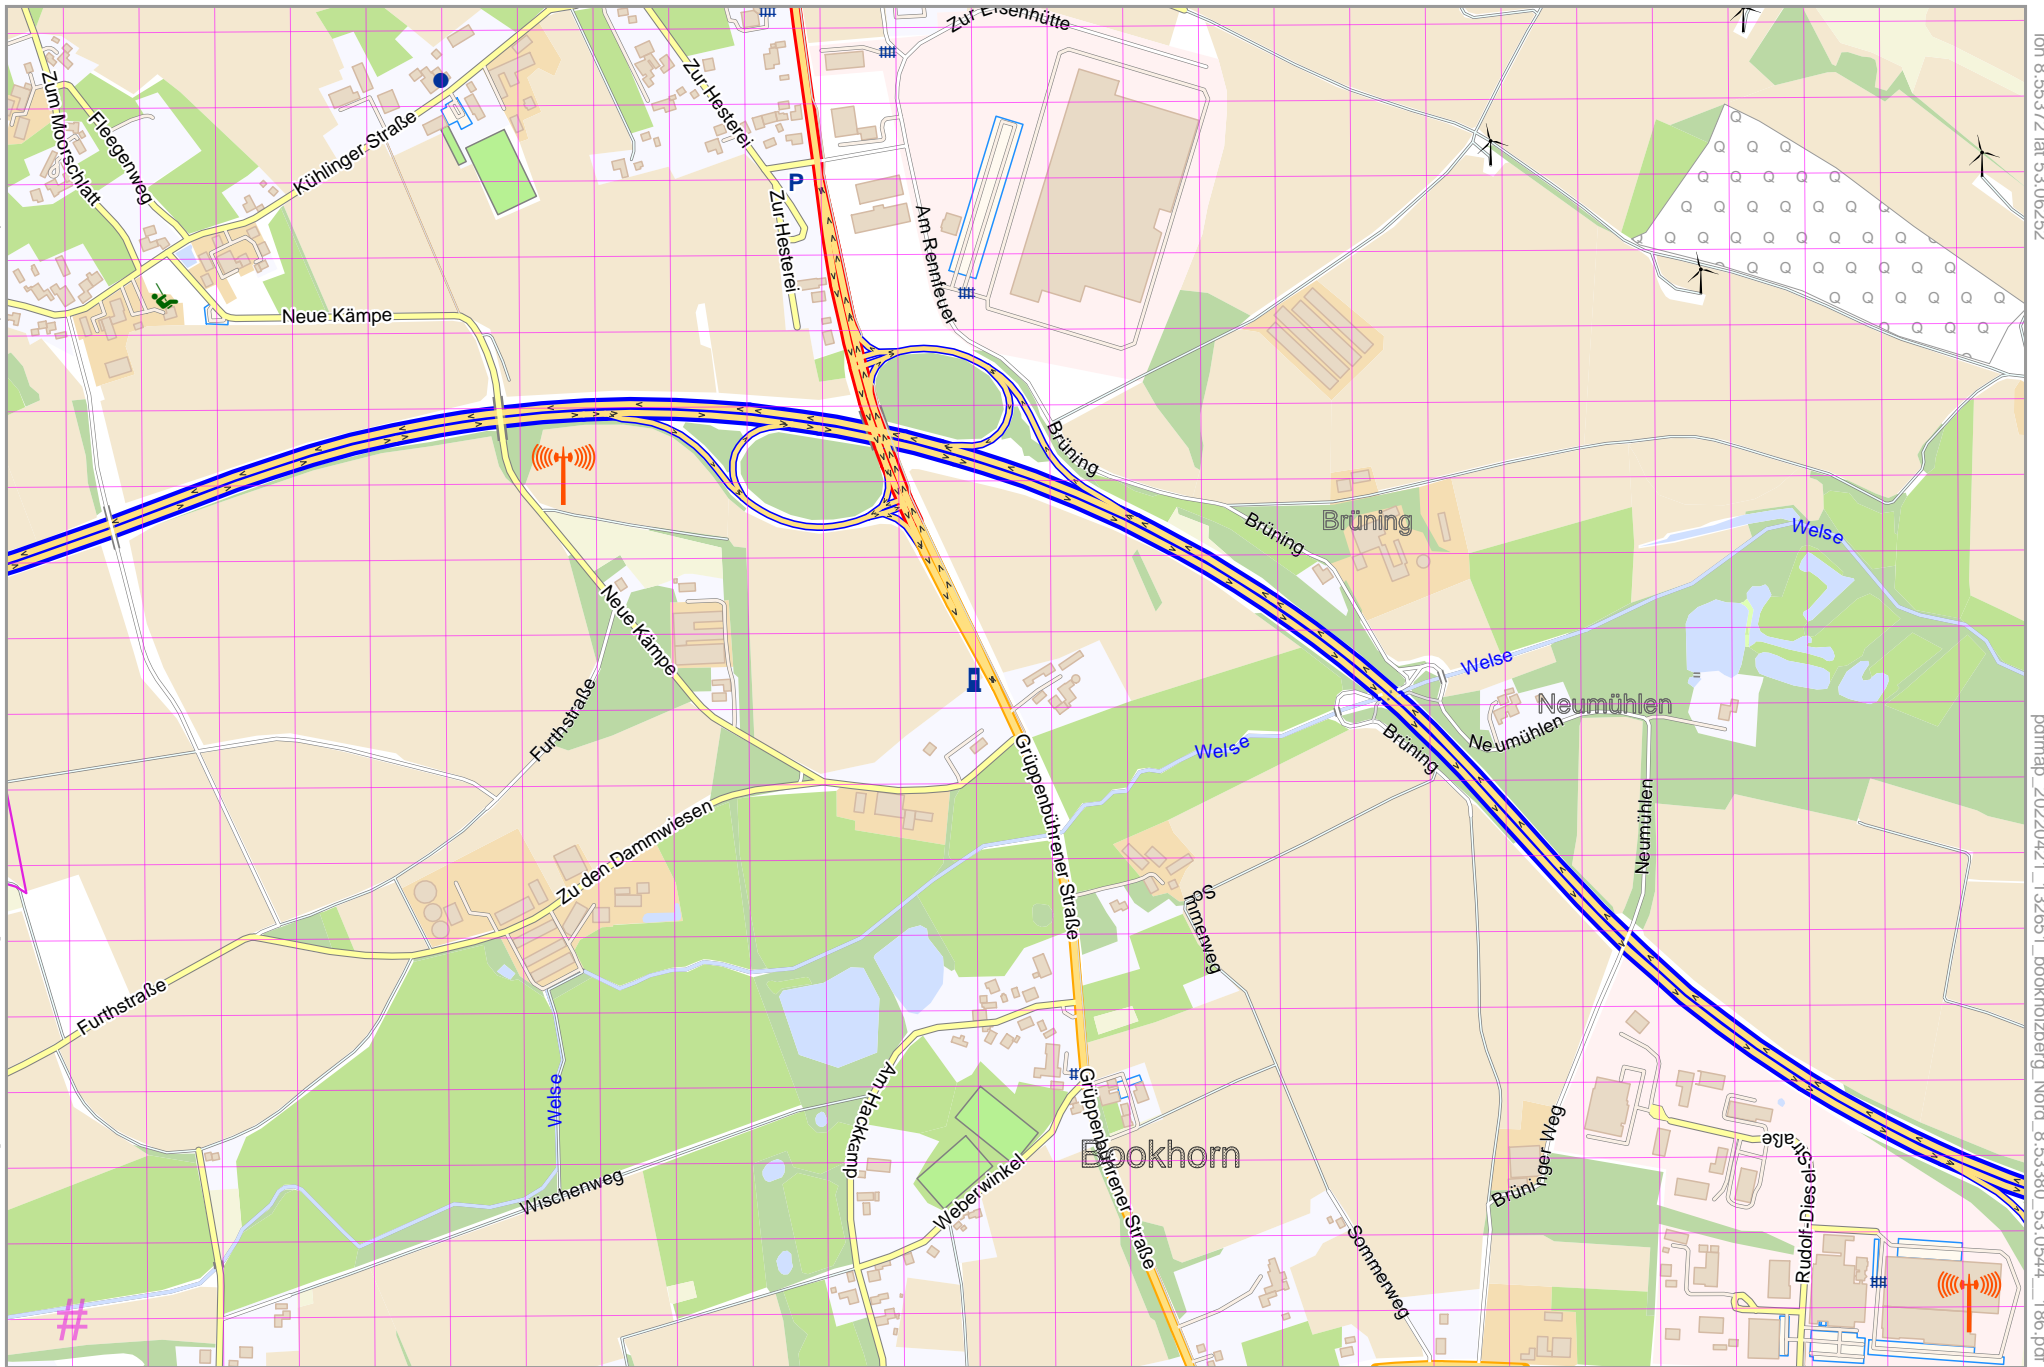 Zur Eisenhütte
Zum Moorschlatt
Fleegenweg
Kühlinger Straße
Zur Hesterei
P
Zur Hesterei
Am Rennfeuer
Neue Kämpe
Brüning
Brüning
Brüning
Welse
Neue Kämpe
Furthstraße
Welse
Neumühlen
Neumühlen
Brüning
Welse
Grüppenbührener Straße
Neumühlen
Zu den Dammwiesen
Sommerweg
Furthstraße
Welse
Am Hackkamp
Grüppenbührener Straße
Bookhorn
Wischenweg
Weberwinkel
Brüninger Weg
Rudolf-Diesel-Straße
Sommerweg
#